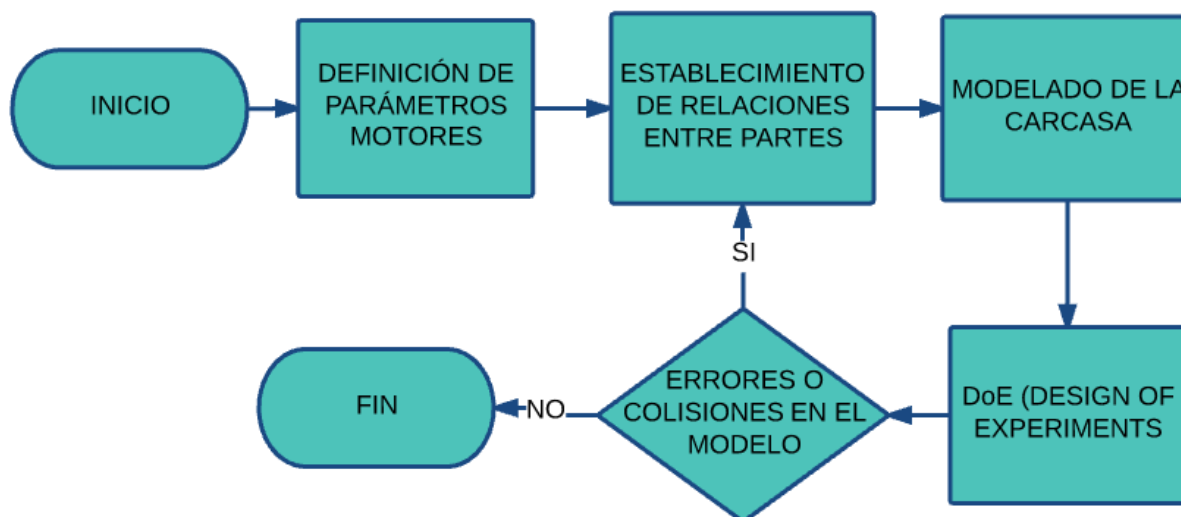 INICIO
DEFINICIÓN DE
PARÁMETROS
MOTORES
ESTABLECIMIENTO
DE RELACIONES
ENTRE PARTES
MODELADO DE LA
CARCASA
SI
FIN
NO
ERRORES O
COLISIONES EN EL
MODELO
DoE (DESIGN OF
EXPERIMENTS